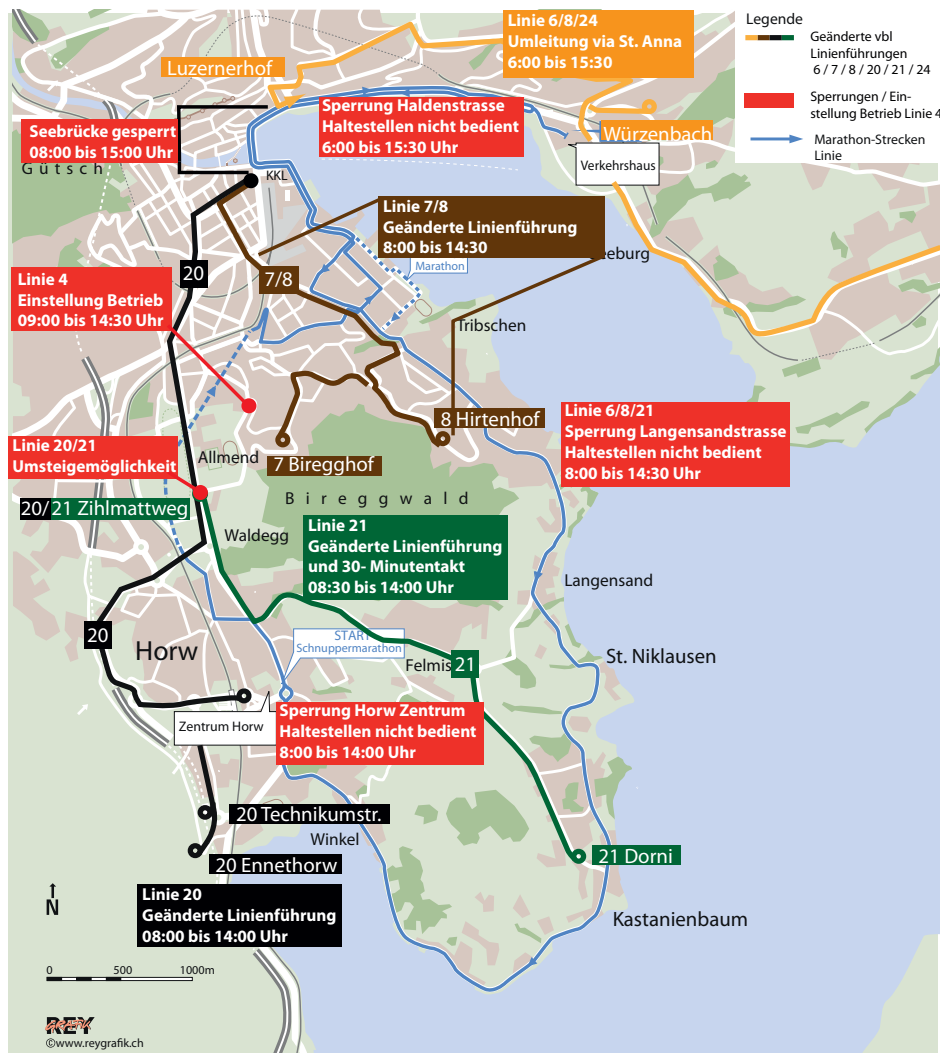 Linie 6/8/24
Umleitung via St. Anna
6:00 bis 15:30
Legende
Geänderte vbl
Linienführungen
6 / 7 / 8 / 20 / 21 / 24
Sperrungen / Ein-
stellung Betrieb Linie 4
Marathon-Strecken
Linie
Luzernerhof
Sperrung Haldenstrasse
Haltestellen nicht bedient
6:00 bis 15:30 Uhr
Seebrücke gesperrt
08:00 bis 15:00 Uhr
Würzenbach
Verkehrshaus
Gütsch
KKL
Linie 7/8
Geänderte Linienführung
8:00 bis 14:30
eeburg
Marathon
20
7/8
Linie 4
Einstellung Betrieb
09:00 bis 14:30 Uhr
Tribschen
8 Hirtenhof
Linie 6/8/21
Sperrung Langensandstrasse
Haltestellen nicht bedient
8:00 bis 14:30 Uhr
Linie 20/21
Umsteigemöglichkeit
Allmend
7 Biregghof
Bireggwald
20/21 Zihlmattweg
Waldegg
Linie 21
Geänderte Linienführung
und 30- Minutentakt
08:30 bis 14:00 Uhr
Langensand
20
Horw
START
Schnuppermarathon
Felmis
21
St. Niklausen
Zentrum Horw
Sperrung Horw Zentrum
Haltestellen nicht bedient
8:00 bis 14:00 Uhr
20 Technikumstr.
Winkel
20 Ennethorw
21 Dorni
Linie 20
Geänderte Linienführung
08:00 bis 14:00 Uhr
Kastanienbaum
N
0 500 1000m
REY
GRAFIK
©www.reygrafik.ch